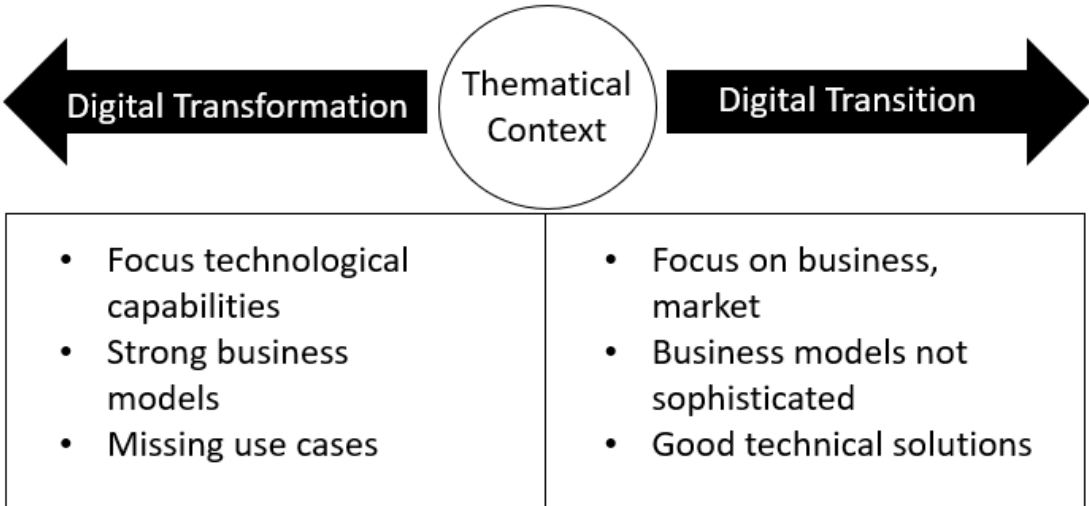 Digital Transformation
Thematical
Context
Digital Transition
• Focus technological
capabilities
• Strong business
models
• Missing use cases
• Focus on business,
market
• Business models not
sophisticated
• Good technical solutions